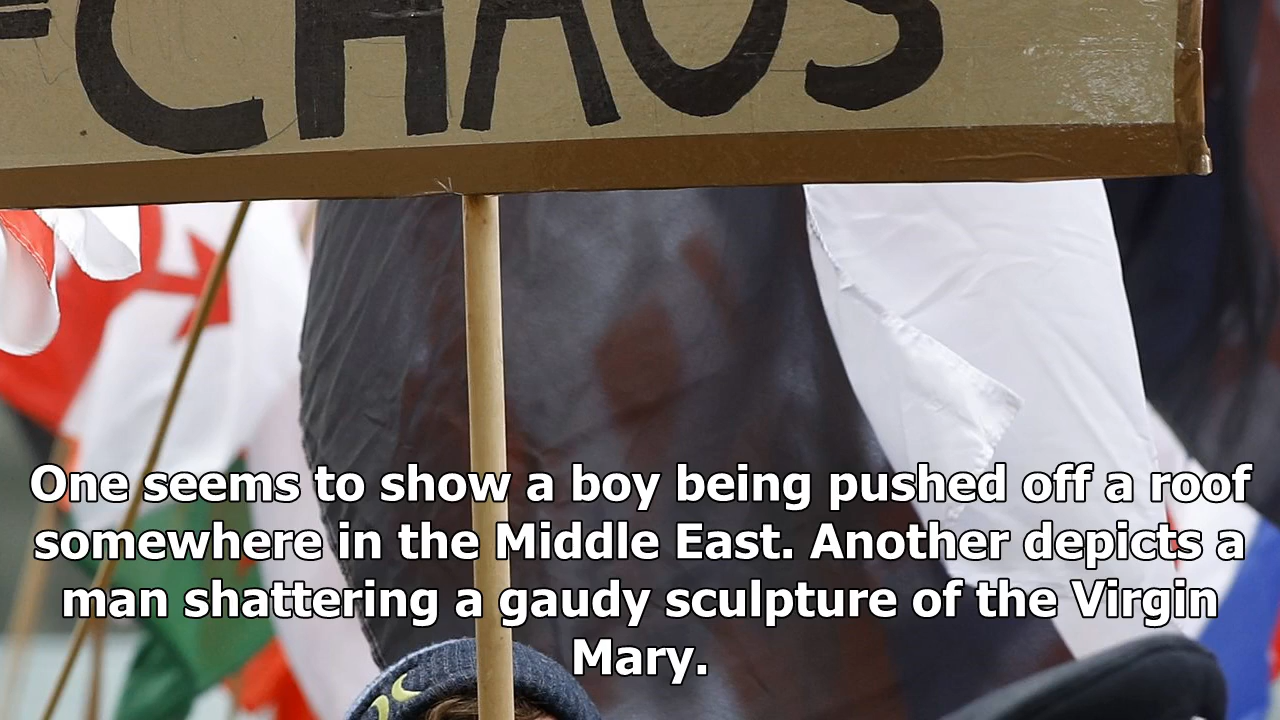 =CHAOS
One seems to show a boy being pushed off a roof
somewhere in the Middle East. Another depicts a
man shattering a gaudy sculpture of the Virgin
Mary.